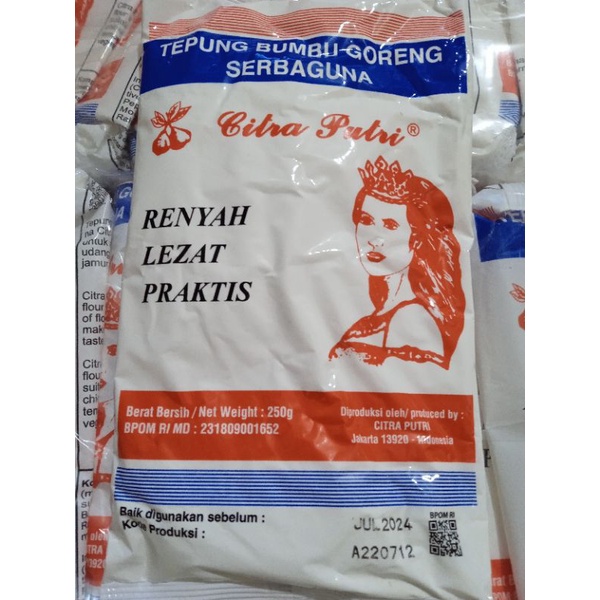 TEPUNG BUMBU GORENG
SERBAGUNA
Citra Putri ®
RENYAH
LEZAT
PRAKTIS
Berat Bersih / Net Weight : 250g
BPOM RI MD : 231809001652
Diproduksi oleh/ produced by :
CITRA PUTRI
Jakarta 13920 - Indonesia
Baik digunakan sebelum :
JUL 2024
BPOM RI
Kode Produksi :
A220712